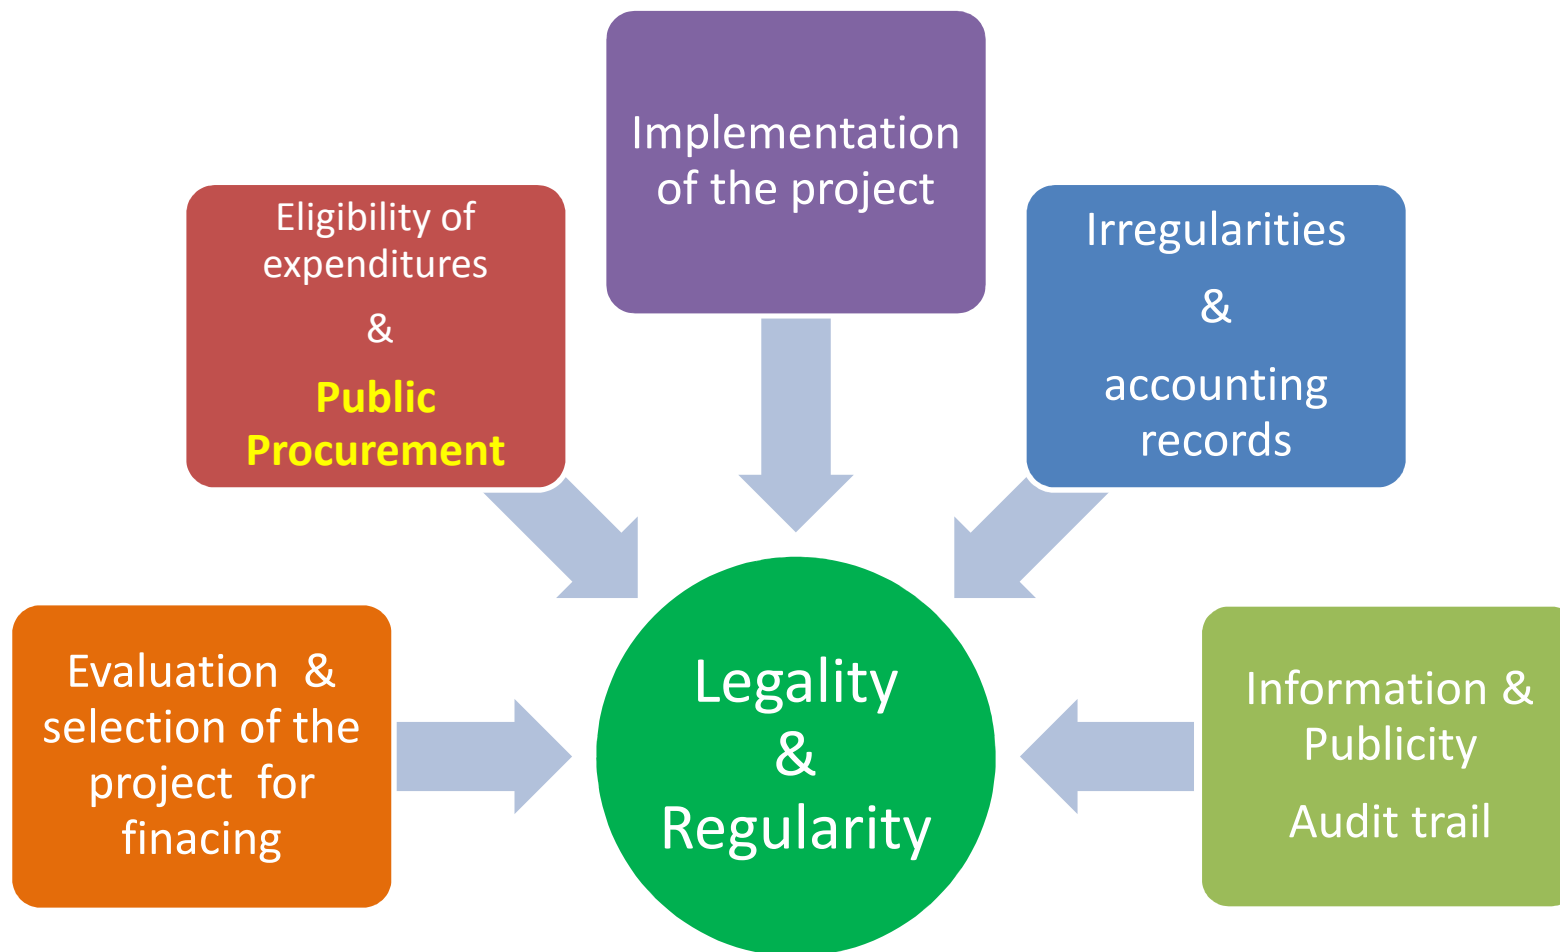 Implementation
of the project
Eligibility of
expenditures
&
Public
Procurement
Irregularities
&
accounting
records
Evaluation &
selection of the
project for
finacing
Legality
&
Regularity
Information &
Publicity
Audit trail